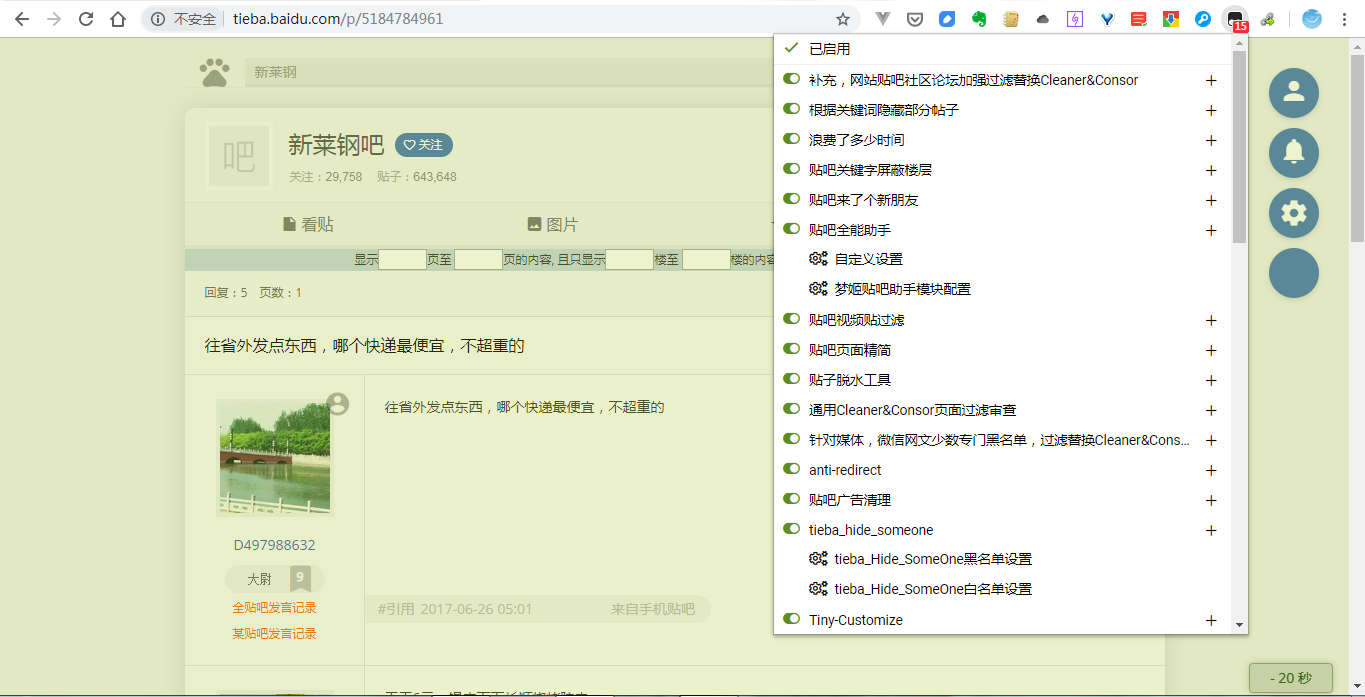 不安全 tieba.baidu.com/p/5184784961
15
新莱钢
吧
新莱钢吧 关注
关注：29,758 贴子：643,648
看贴 图片
显示 页至 页的内容, 且只显示 楼至 楼的内容
回复：5 页数：1
往省外发点东西，哪个快递最便宜，不超重的
往省外发点东西，哪个快递最便宜，不超重的
D497988632
大尉 9
全贴吧发言记录
某贴吧发言记录
#引用 2017-06-26 05:01 来自手机贴吧
已启用
补充，网站贴吧社区论坛加强过滤替换Cleaner&Consor
根据关键词隐藏部分帖子
浪费了多少时间
贴吧关键字屏蔽楼层
贴吧来了个新朋友
贴吧全能助手
自定义设置
梦姬贴吧助手模块配置
贴吧视频贴过滤
贴吧页面精简
贴子脱水工具
通用Cleaner&Consor页面过滤审查
针对媒体，微信网文少数专门黑名单，过滤替换Cleaner&Cons...
anti-redirect
贴吧广告清理
tieba_hide_someone
tieba_Hide_SomeOne黑名单设置
tieba_Hide_SomeOne白名单设置
Tiny-Customize
- 20 秒